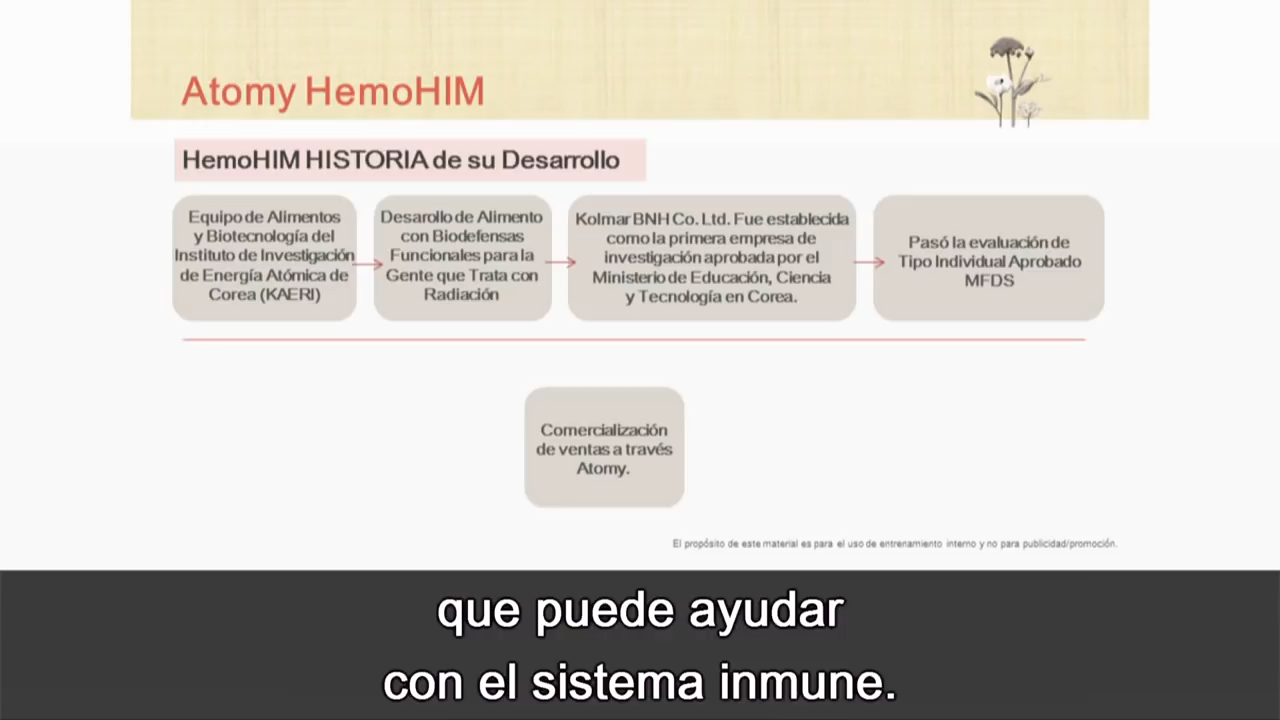 Atomy HemoHIM
HemoHIM HISTORIA de su Desarrollo
Equipo de Alimentos
y Biotecnología del
Instituto de Investigación
de Energía Atómica de
Corea (KAERI)
Desarollo de Alimento
con Biodefensas
Funcionales para la
Gente que Trata con
Radiación
Kolmar BNH Co. Ltd. Fue establecida
como la primera empresa de
investigación aprobada por el
Ministerio de Educación, Ciencia
y Tecnología en Corea.
Pasó la evaluación de
Tipo Individual Aprobado
MFDS
Comercialización
de ventas a través
Atomy.
El propósito de este material es para el uso de entrenamiento interno y no para publicidad/promoción.
que puede ayudar
con el sistema inmune.